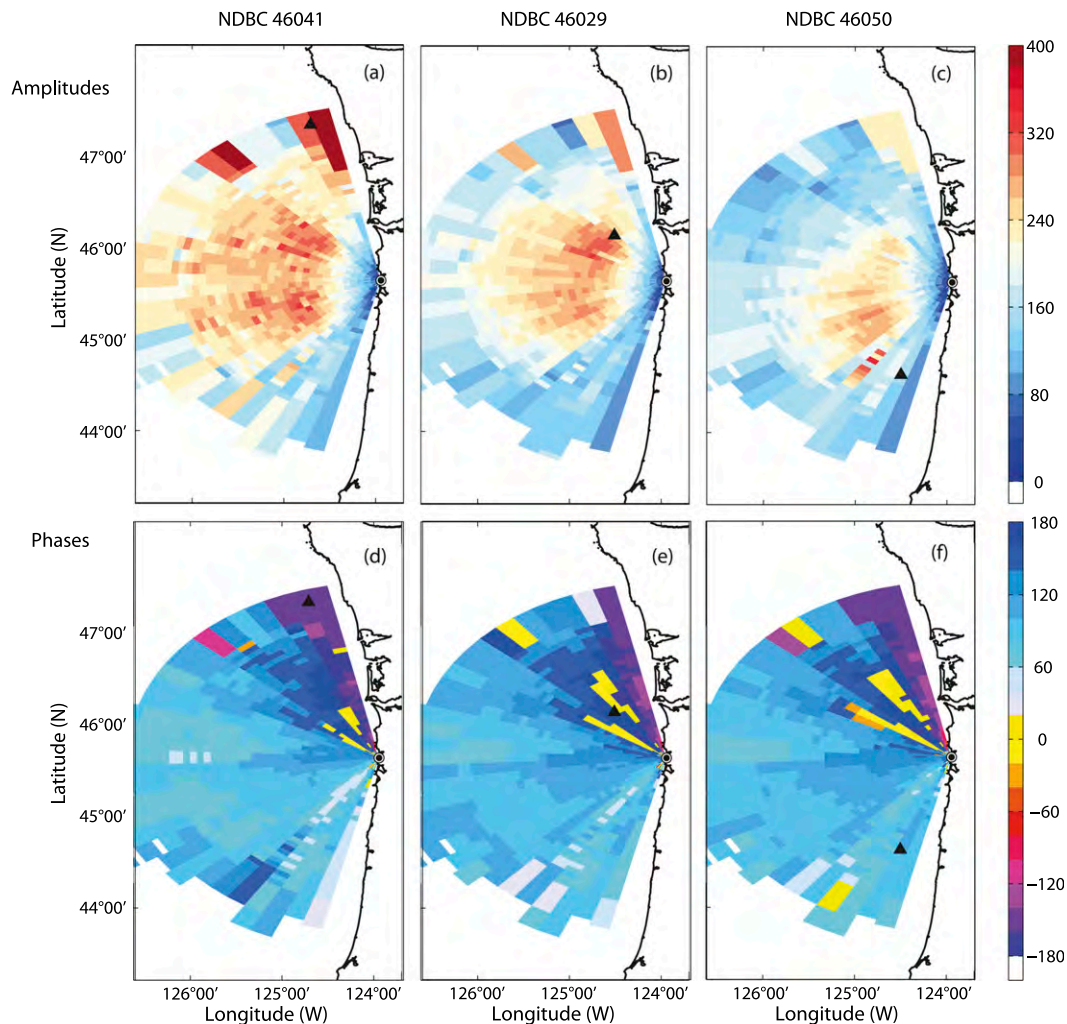 NDBC 46041 NDBC 46029 NDBC 46050
Amplitudes
(a) (b) (c)
400
320
240
160
80
0
47°00′
46°00′
45°00′
44°00′
Latitude (N)
Phases
(d) (e) (f)
180
120
60
0
−60
−120
−180
47°00′
46°00′
45°00′
44°00′
Latitude (N)
126°00′ 125°00′ 124°00′ 126°00′ 125°00′ 124°00′ 126°00′ 125°00′ 124°00′
Longitude (W) Longitude (W) Longitude (W)